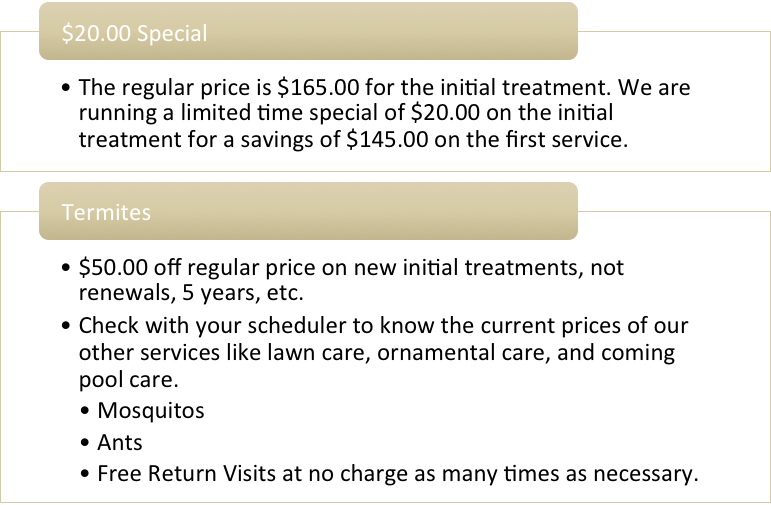 $20.00 Special
• The regular price is $165.00 for the initial treatment. We are
running a limited time special of $20.00 on the initial
treatment for a savings of $145.00 on the first service.
Termites
• $50.00 off regular price on new initial treatments, not
renewals, 5 years, etc.
• Check with your scheduler to know the current prices of our
other services like lawn care, ornamental care, and coming
pool care.
• Mosquitos
• Ants
• Free Return Visits at no charge as many times as necessary.